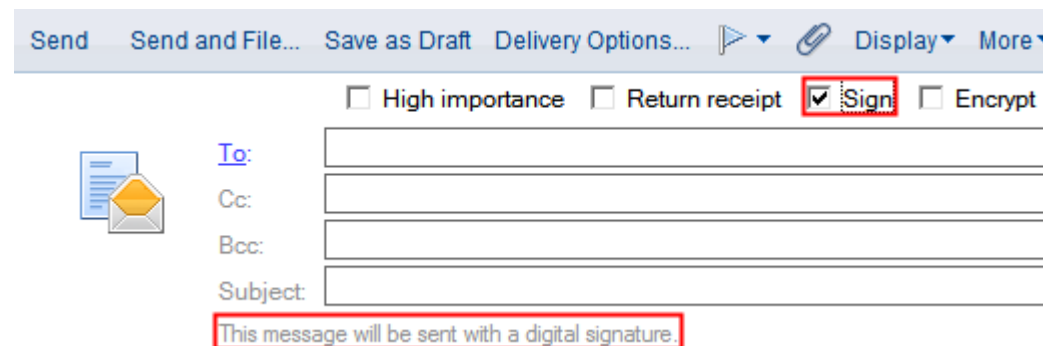 Send Send and File... Save as Draft Delivery Options... Display More
High importance Return receipt Sign Encrypt
To:
Cc:
Bcc:
Subject:
This message will be sent with a digital signature.